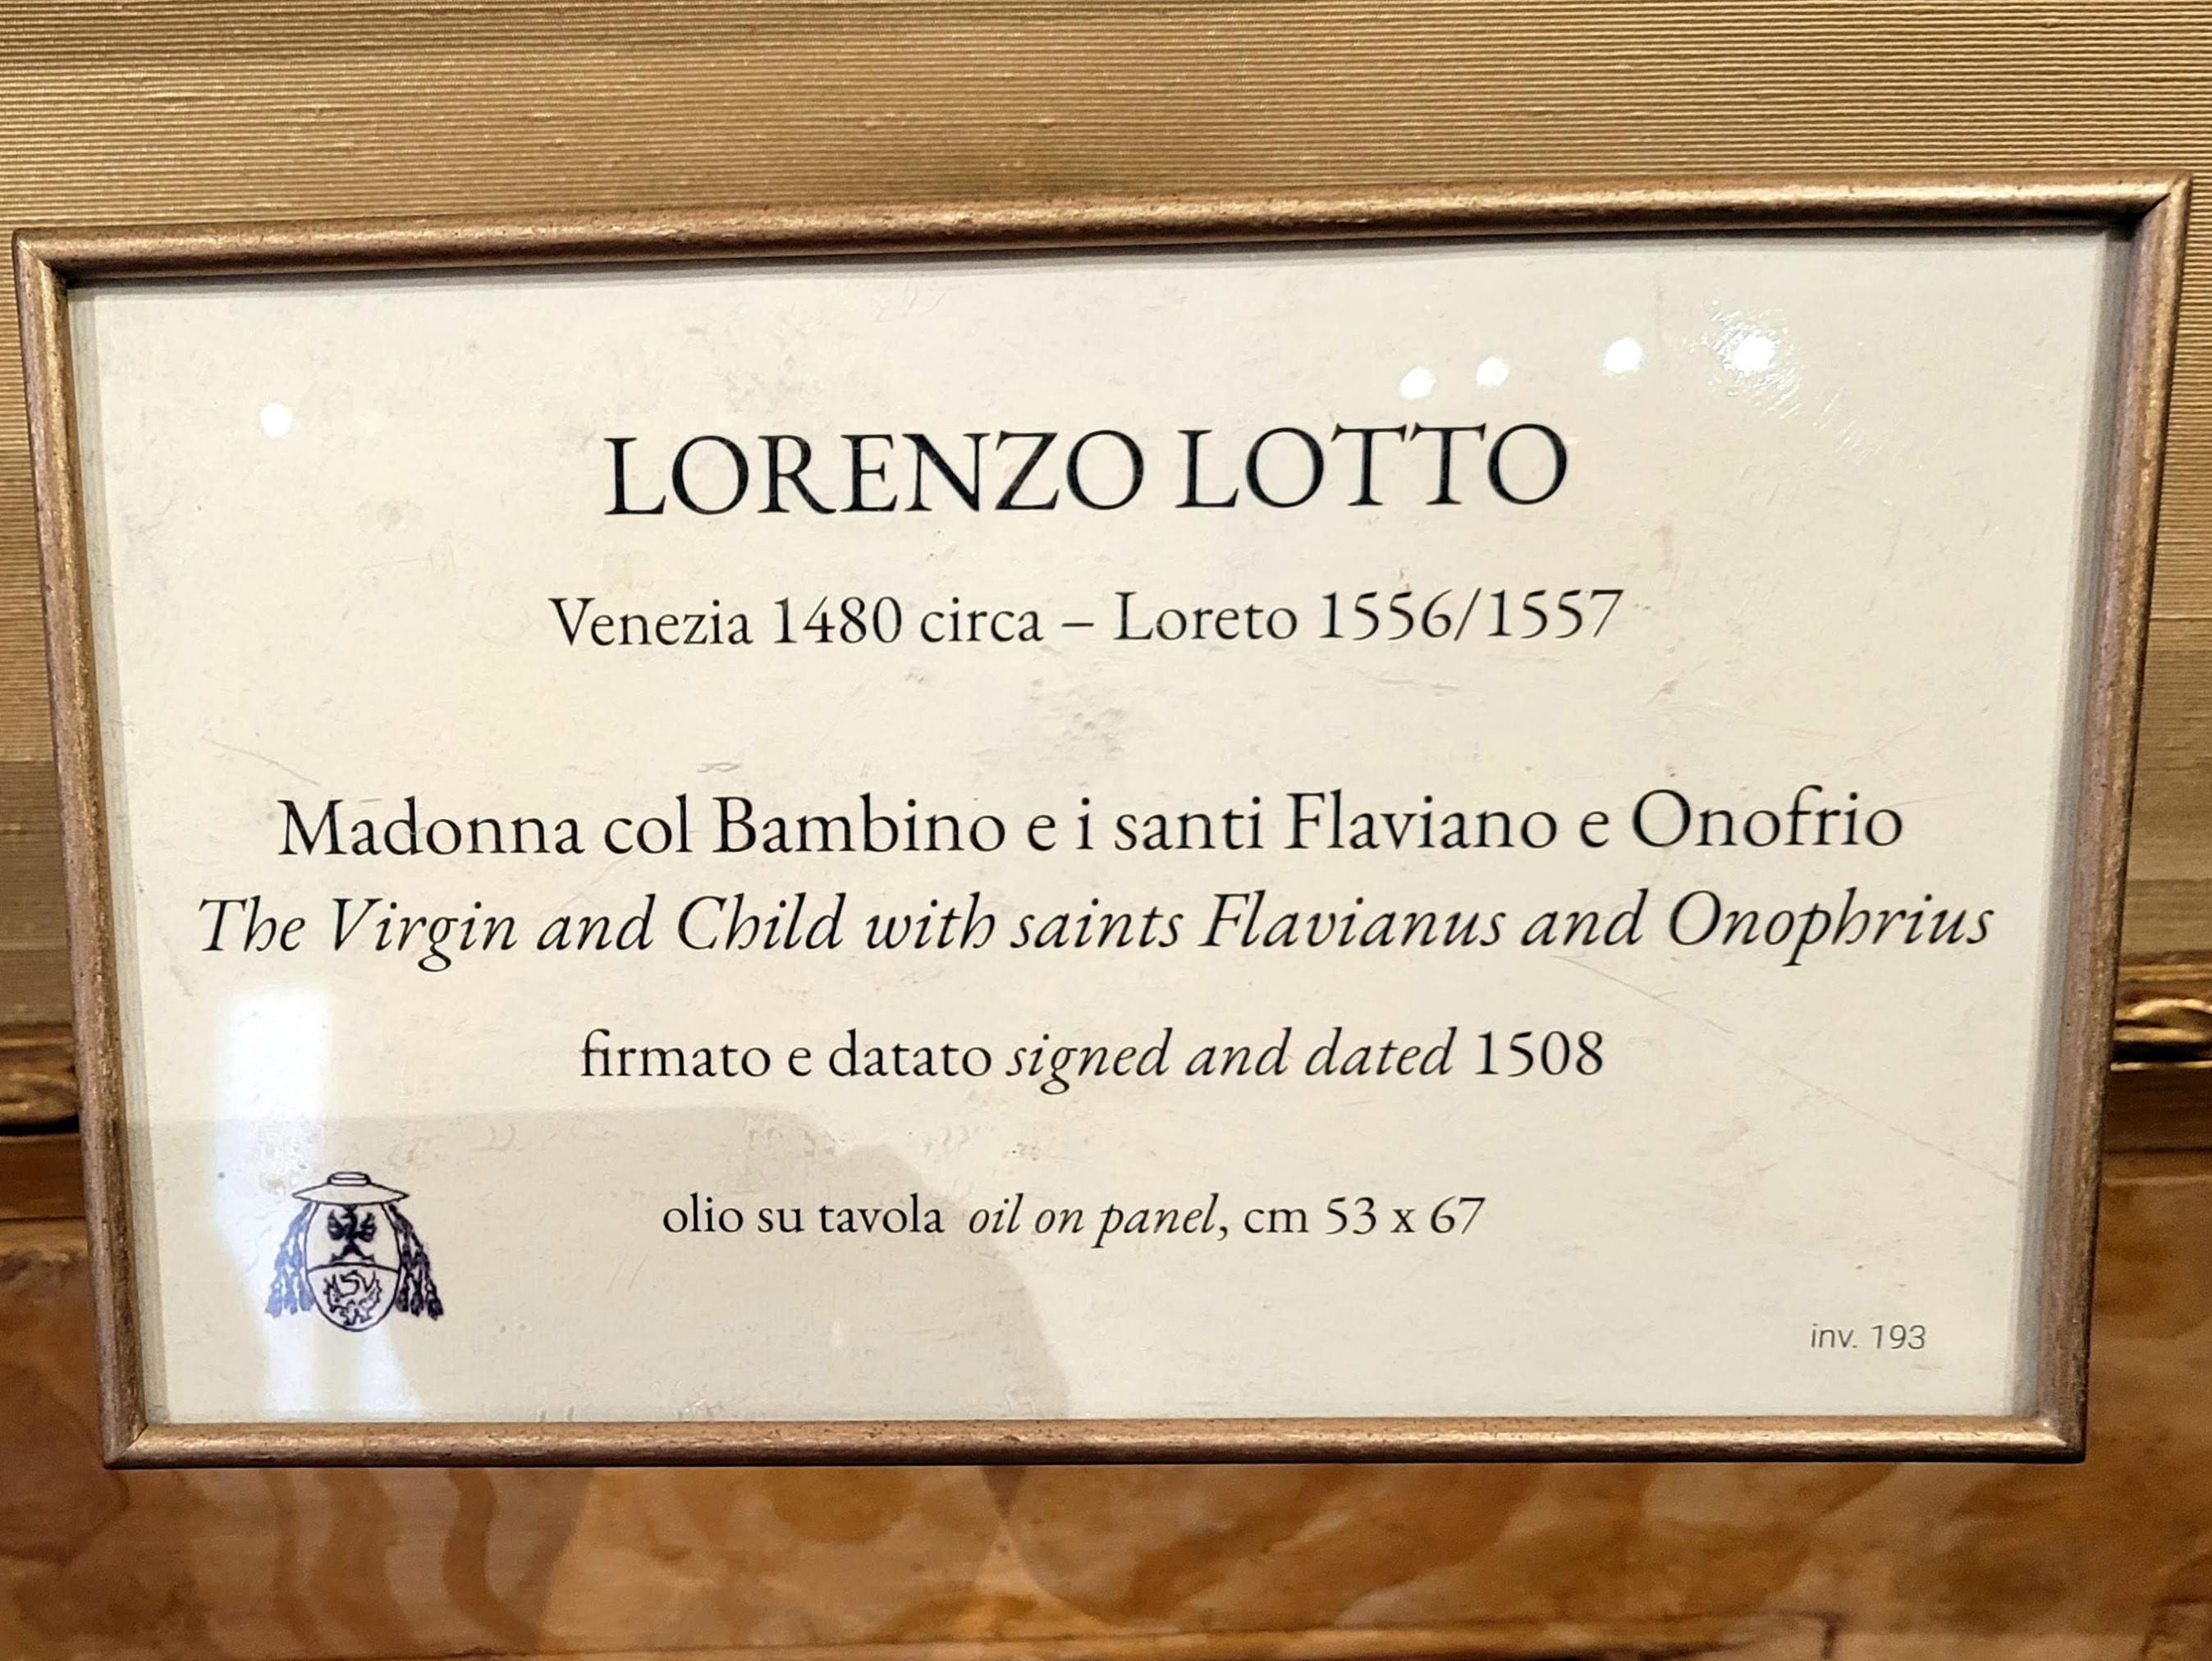 LORENZO LOTTO
Venezia 1480 circa – Loreto 1556/1557
Madonna col Bambino e i santi Flaviano e Onofrio
The Virgin and Child with saints Flavianus and Onophrius
firmato e datato signed and dated 1508
olio su tavola oil on panel, cm 53 x 67
inv. 193